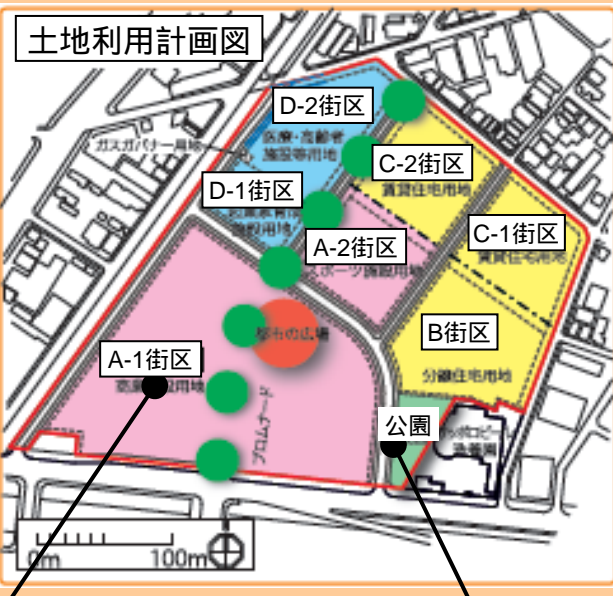 土地利用計画図
D-2街区
医療・高齢者
施設等用地
ガスガバナー用地
C-2街区
賃貸住宅用地
D-1街区
施設用地
A-2街区
スポーツ施設用地
C-1街区
賃貸住宅用地
都市の広場
B街区
分譲住宅用地
A-1街区
プロムナード
公園
0m
100m